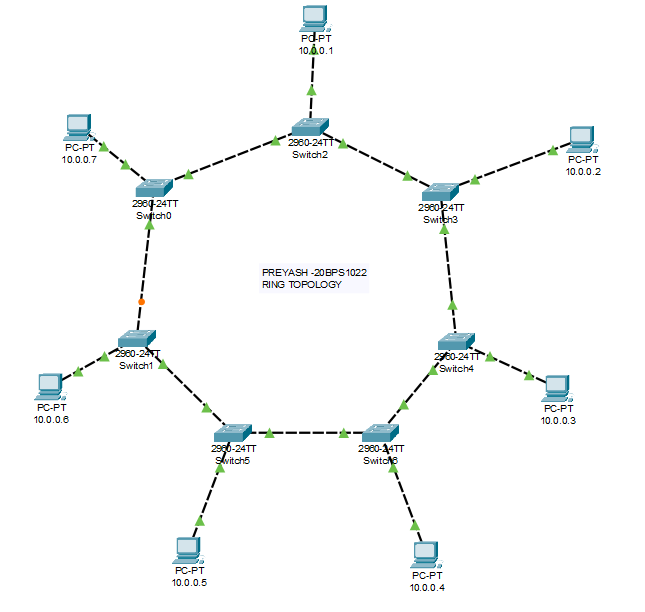 PC-PT
10.0.0.1
2960-24TT
Switch2
PC-PT
10.0.0.7
PC-PT
10.0.0.2
2960-24TT
Switch0
2960-24TT
Switch3
PREYASH -20BPS1022
RING TOPOLOGY
2960-24TT
Switch1
2960-24TT
Switch4
PC-PT
10.0.0.6
PC-PT
10.0.0.3
2960-24TT
Switch5
2960-24TT
Switch6
PC-PT
10.0.0.5
PC-PT
10.0.0.4